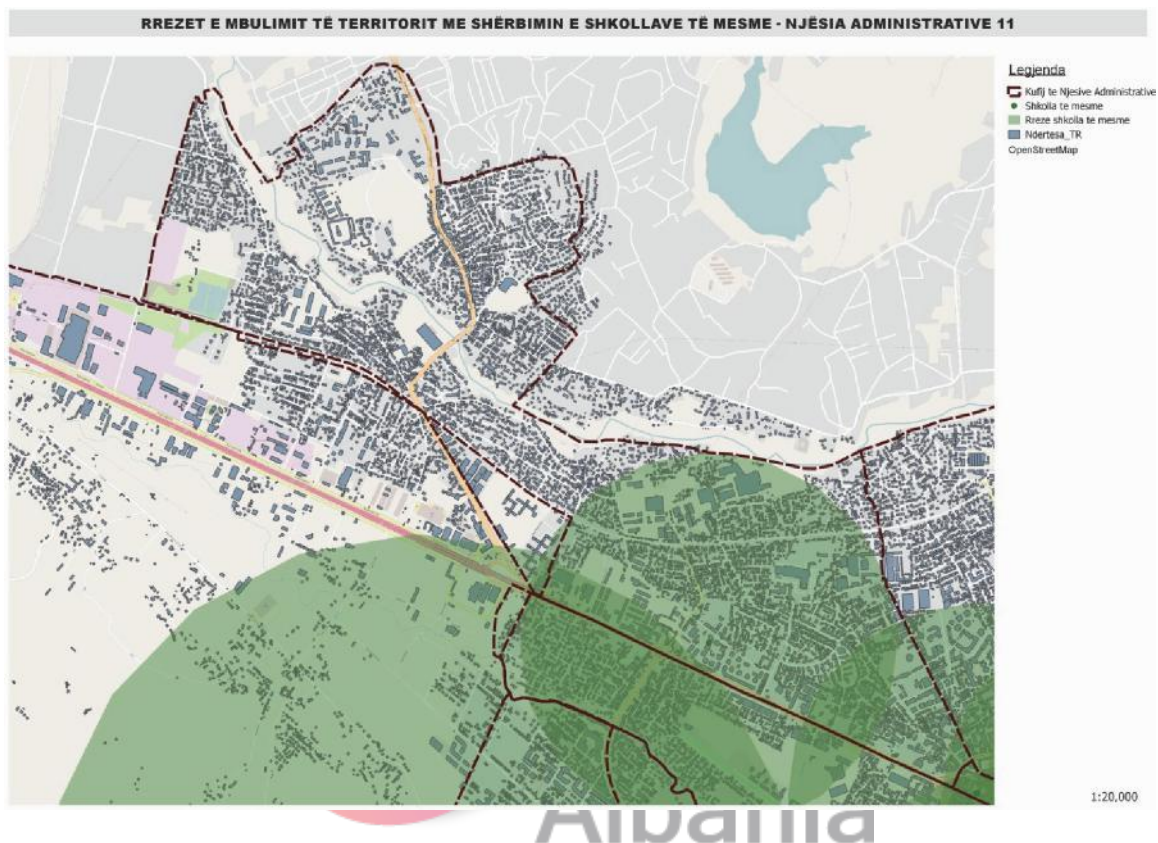 RREZET E MBULIMIT TË TERRITORIT ME SHËRBIMIN E SHKOLLAVE TË MESME - NJËSIA ADMINISTRATIVE 11
Legjenda
Kufij te Njesive Administrative
Shkolla te mesme
Rreze shkolla te mesme
Ndertesa_TR
OpenStreetMap
1:20,000
Albania